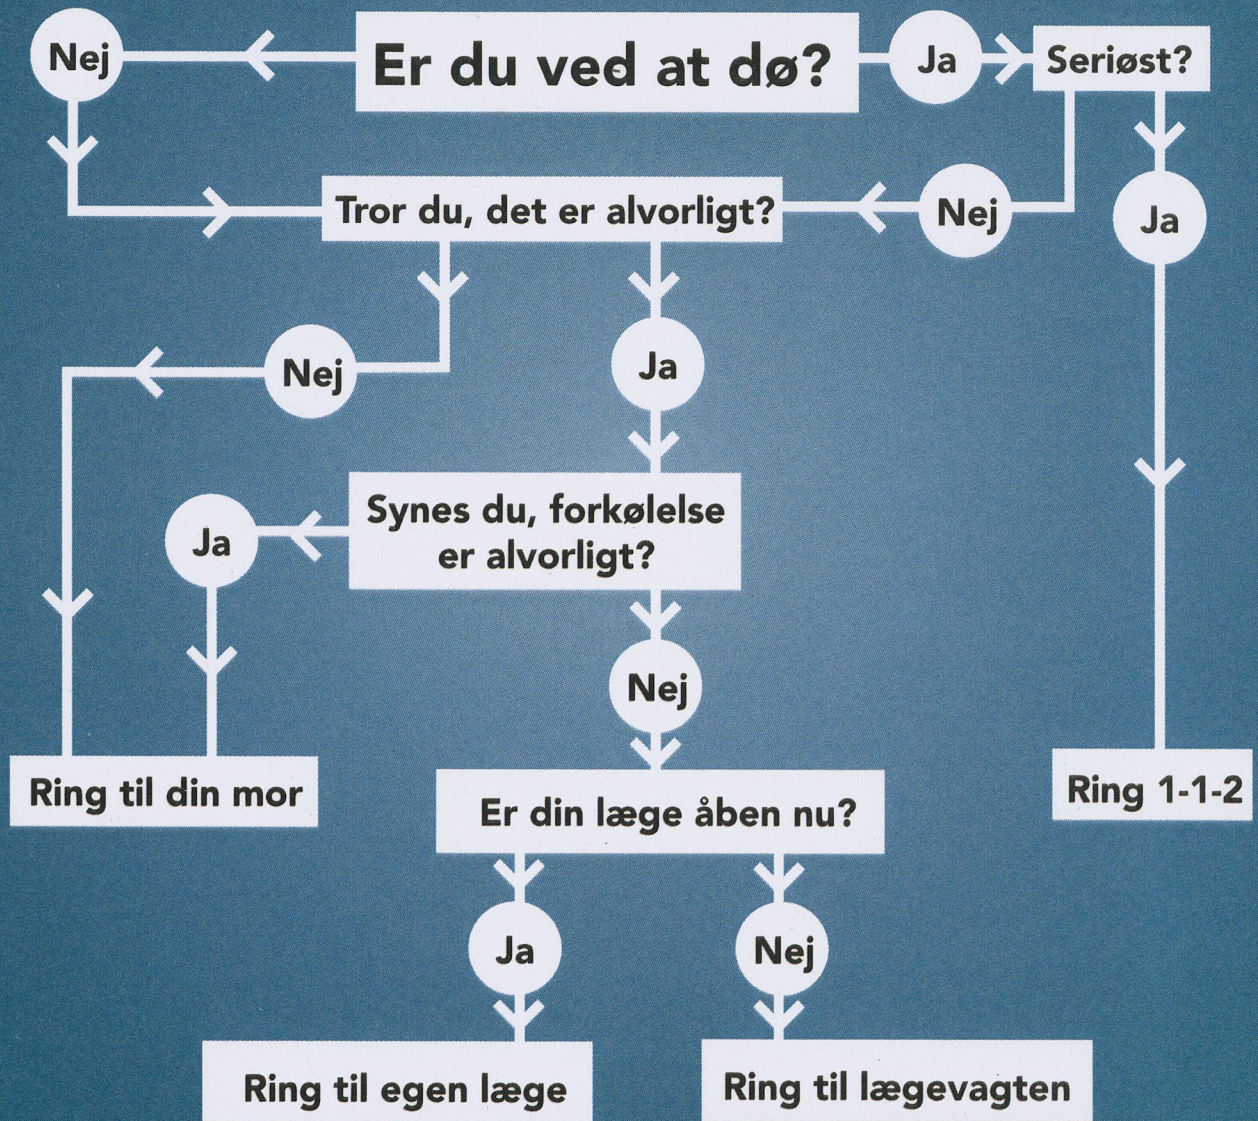 Nej
Er du ved at dø?
Ja
Seriøst?
Tror du, det er alvorligt?
Nej
Ja
Nej
Ja
Ja
Synes du, forkølelse
er alvorligt?
Nej
Ring til din mor
Er din læge åben nu?
Ring 1-1-2
Ja
Nej
Ring til egen læge
Ring til lægevagten